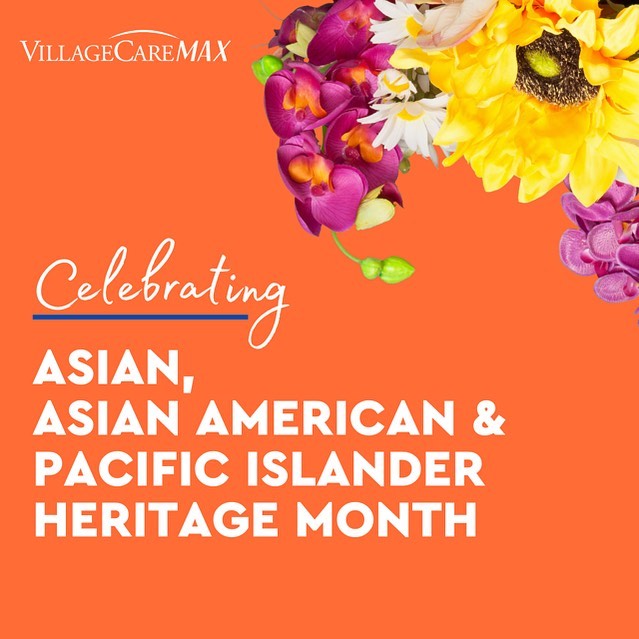 VILLAGECAREMAX
Celebrating
ASIAN,
ASIAN AMERICAN &
PACIFIC ISLANDER
HERITAGE MONTH